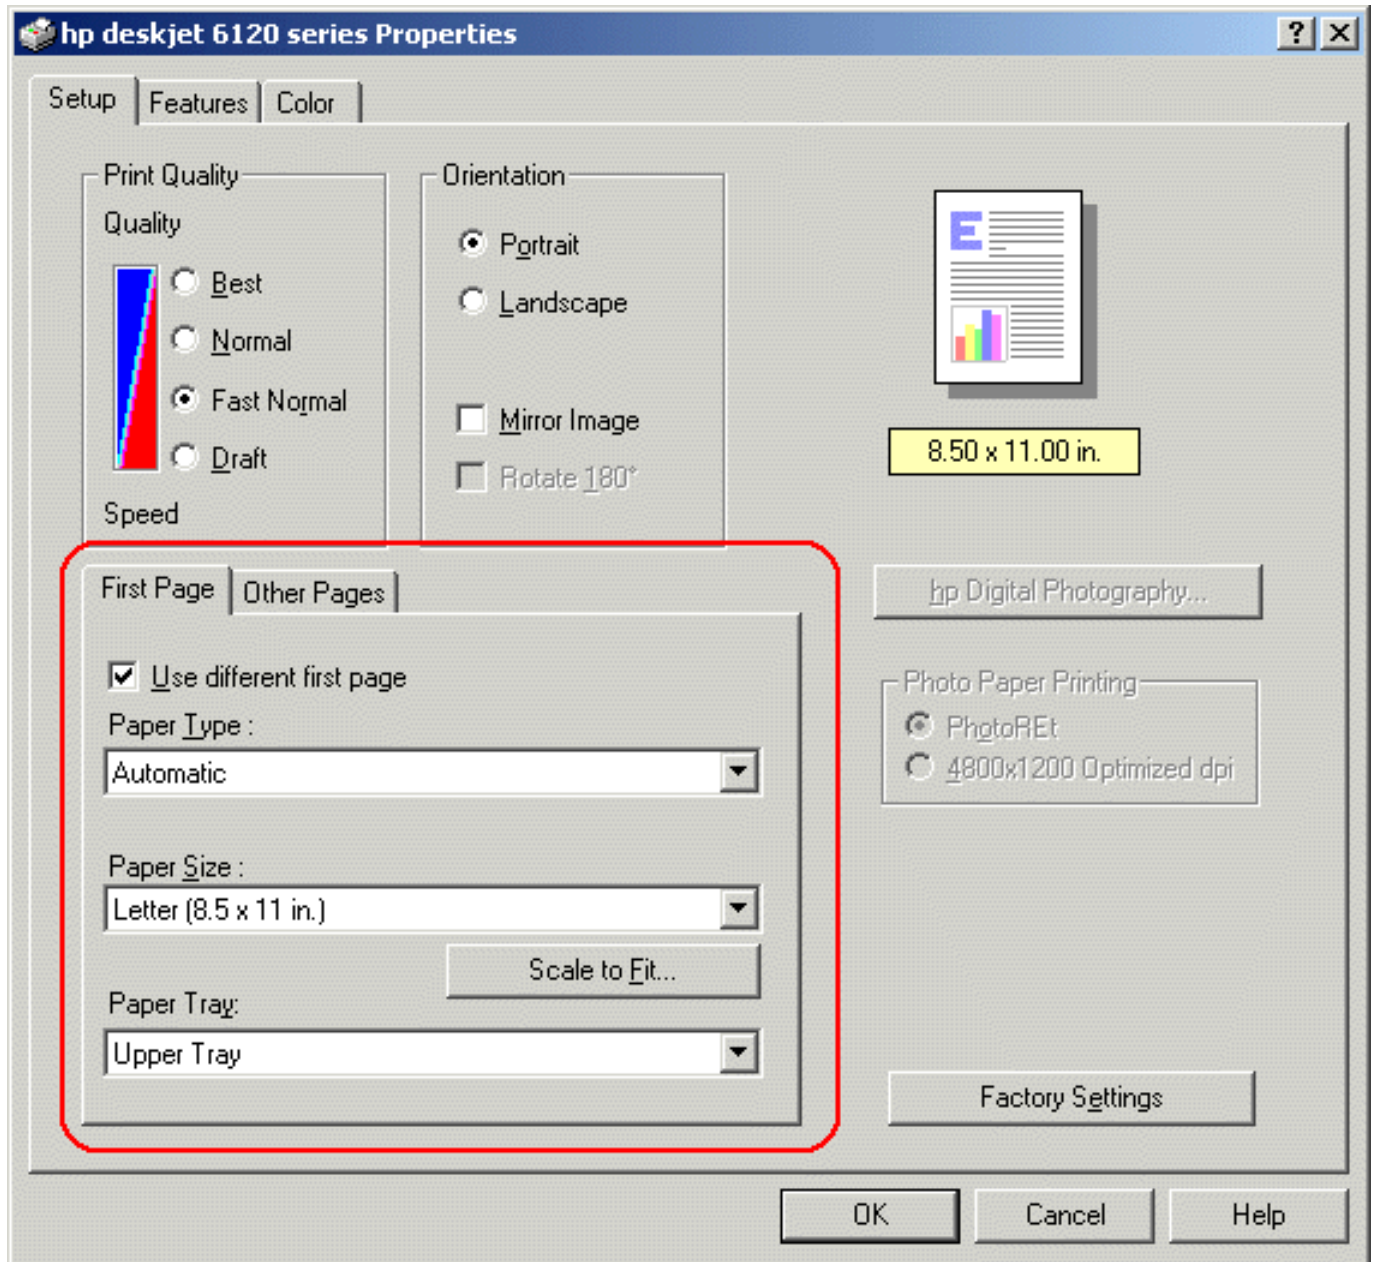 hp deskjet 6120 series Properties
Setup
Features
Color
Print Quality
Quality
Best
Normal
Fast Normal
Draft
Speed
Orientation
Portrait
Landscape
Mirror Image
Rotate 180°
E
8.50 x 11.00 in.
First Page
Other Pages
Use different first page
Paper Type :
Automatic
Paper Size :
Letter (8.5 x 11 in.)
Scale to Fit...
Paper Tray:
Upper Tray
hp Digital Photography...
Photo Paper Printing
PhotoREt
4800x1200 Optimized dpi
Factory Settings
OK
Cancel
Help